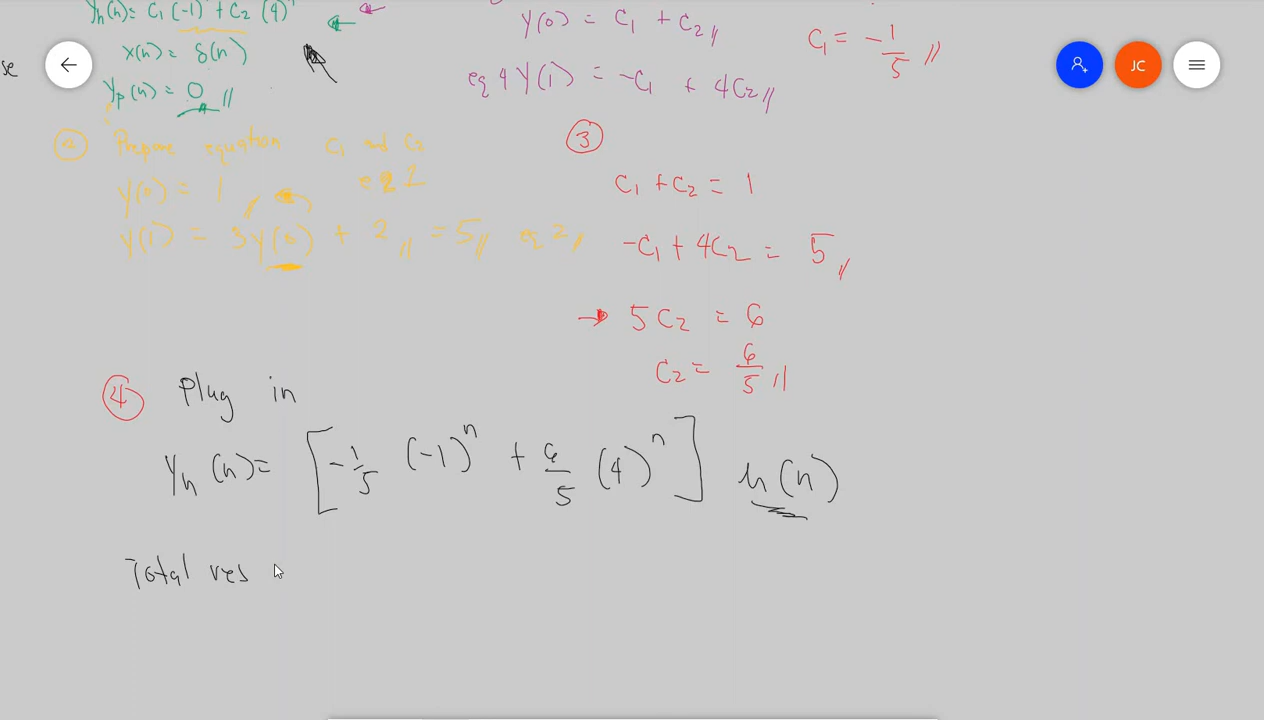 Yh(n)= C1 (-1) + C2 (4)
x(n) = δ(n)
Yp(n) = 0 //
se
y(0) = C1 + C2 //
eq 4 y(1) = -C1 + 4C2 //
C1 = -1/5 //
JC
② Prepare equation C1 and C2
y(n) = 1 // eq 1
y(1) = 3y(0) + 2 // = 5 // eq 2 //
③
C1 + C2 = 1
-C1 + 4C2 = 5 //
→ 5C2 = 6
C2 = 6/5 //
④ Plug in
Yh (n)= [ -1/5 (-1)^n + 6/5 (4)^n ] u(n)
Total res